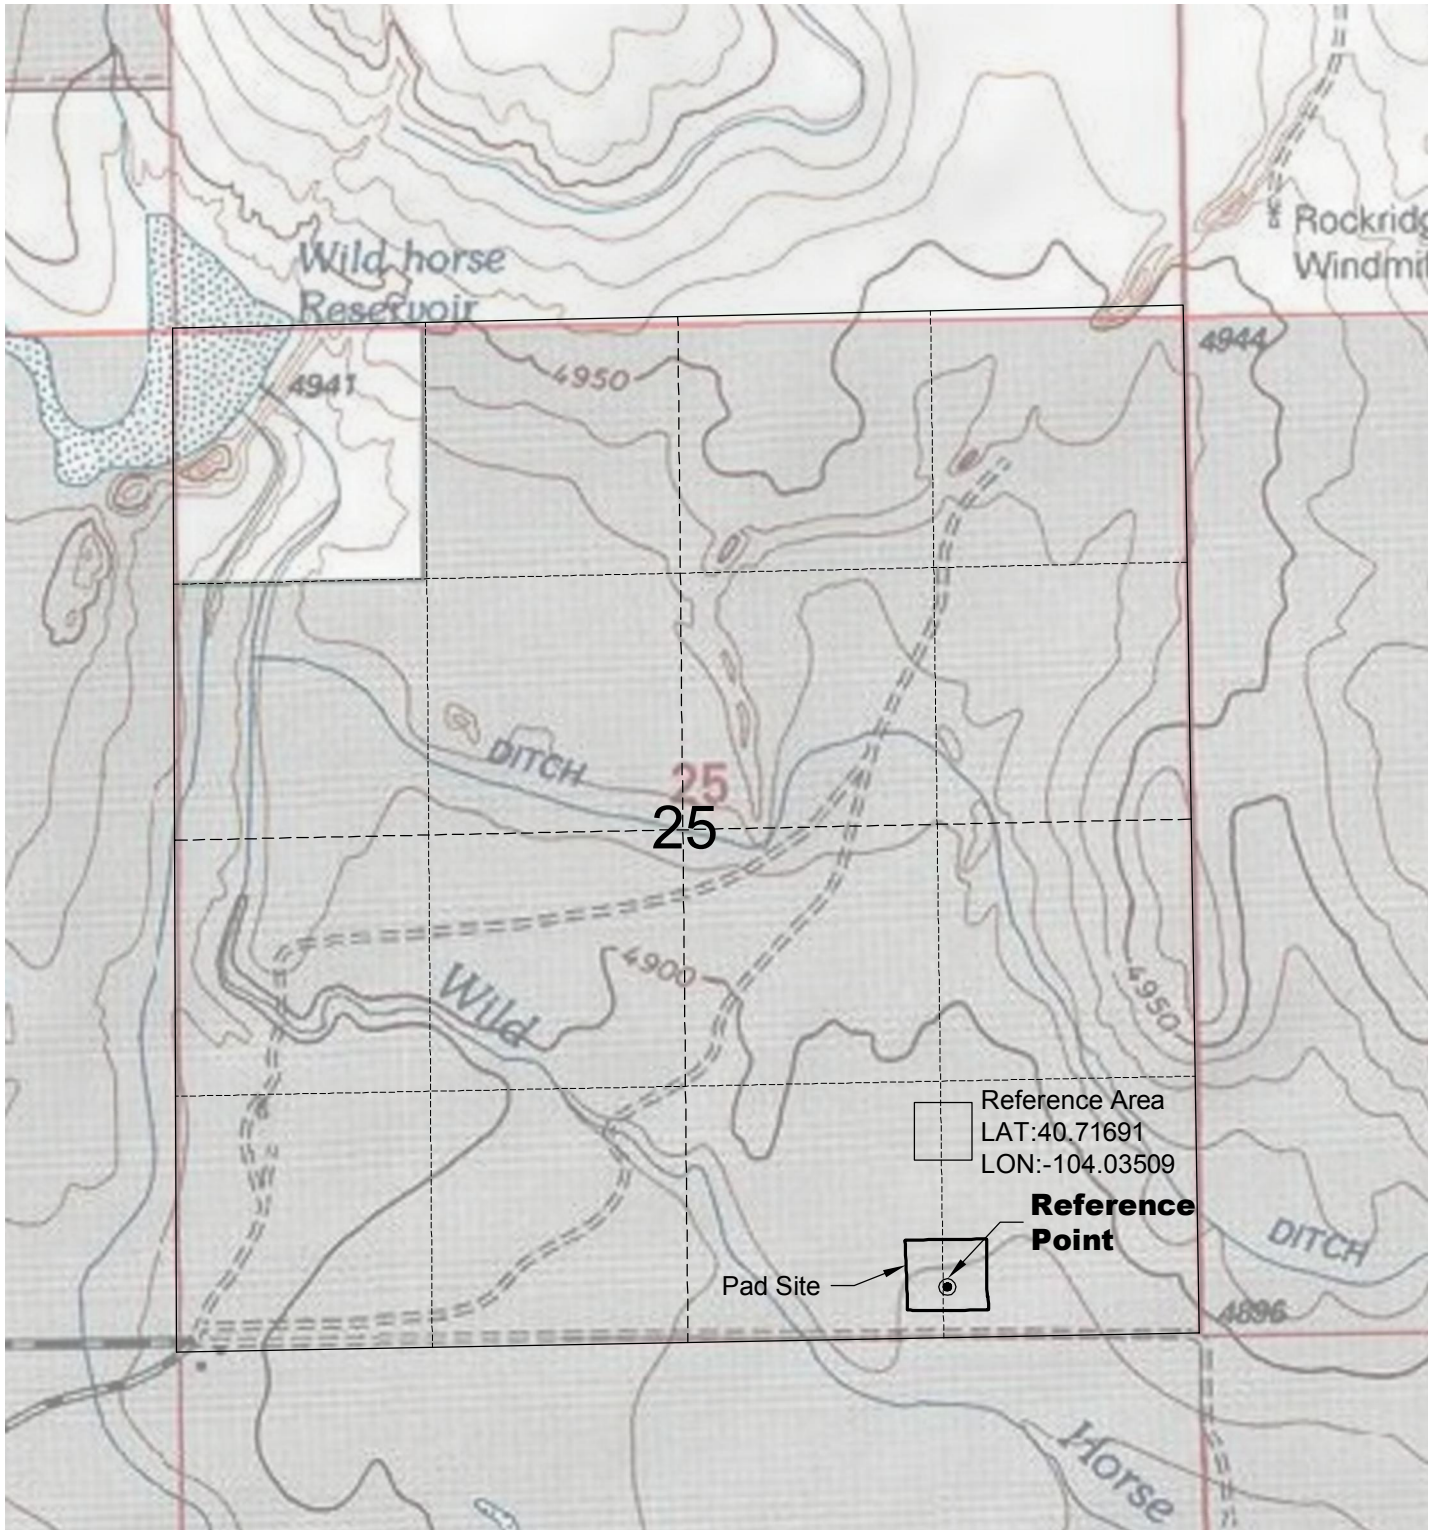 Rockridg
Windmil
Wild horse
Reservoir
4944
4941
4950
DITCH
25
25
4900
Wild
4950
Reference Area
LAT:40.71691
LON:-104.03509
Reference
Point
DITCH
Pad Site
4896
Horse